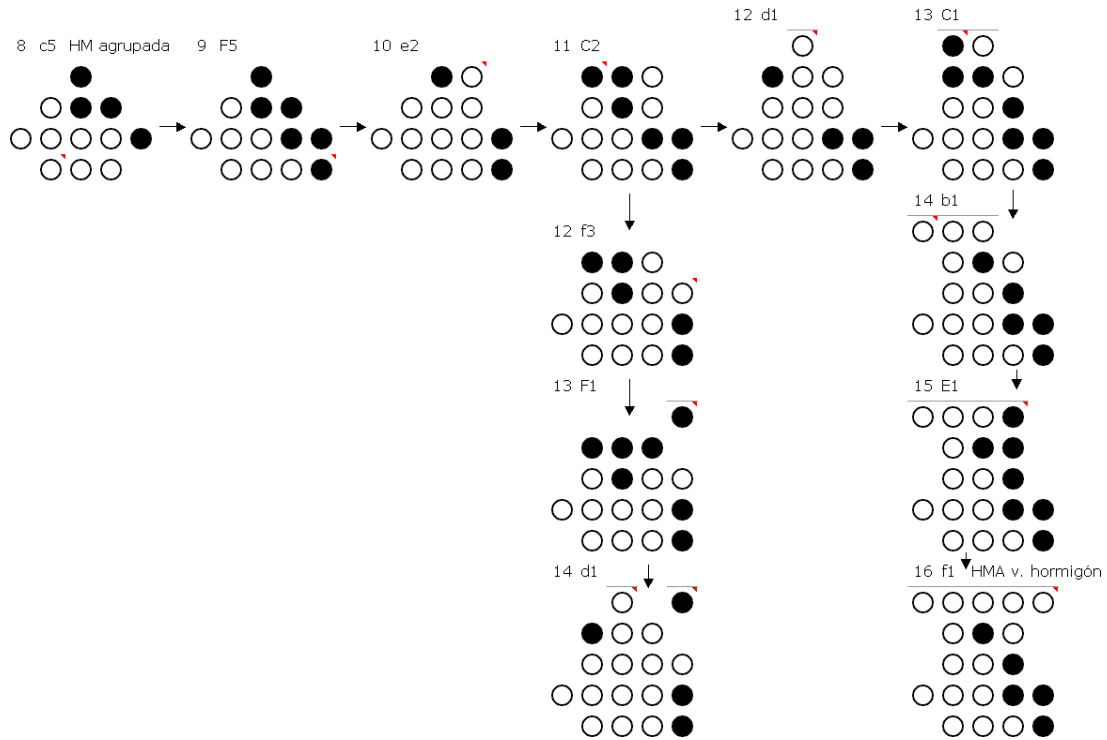 8 c5 HM agrupada
9 F5
10 e2
11 C2
12 d1
13 C1
12 f3
14 b1
13 F1
15 E1
14 d1
16 f1 HMA v. hormigón